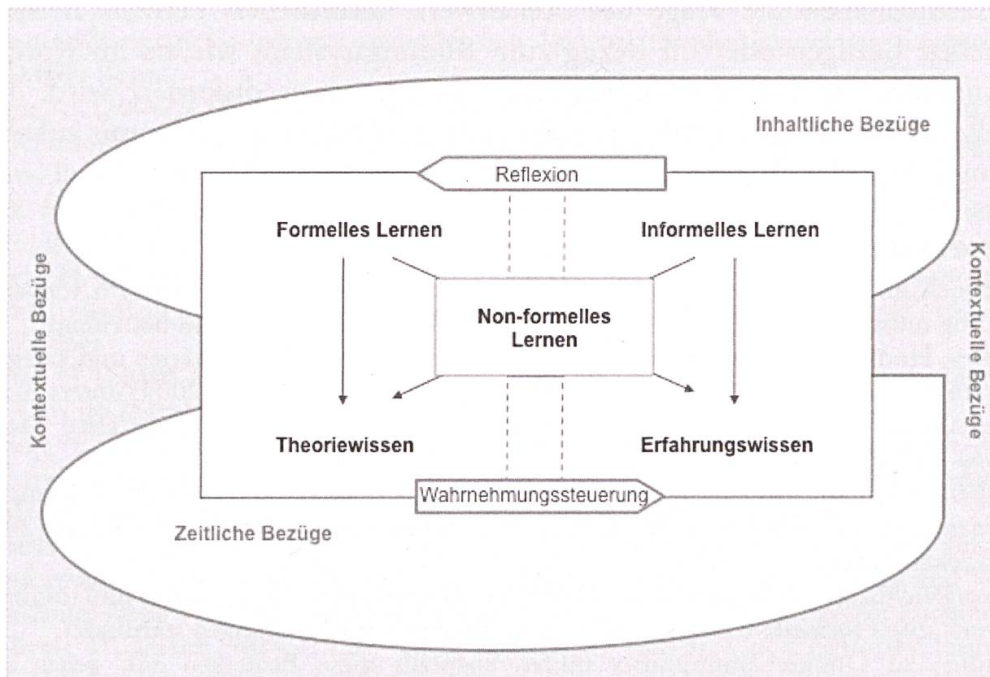 Inhaltliche Bezüge
Reflexion
Formelles Lernen
Informelles Lernen
Kontextuelle Bezüge
Kontextuelle Bezüge
Non-formelles
Lernen
Theoriewissen
Erfahrungswissen
Wahrnehmungssteuerung
Zeitliche Bezüge